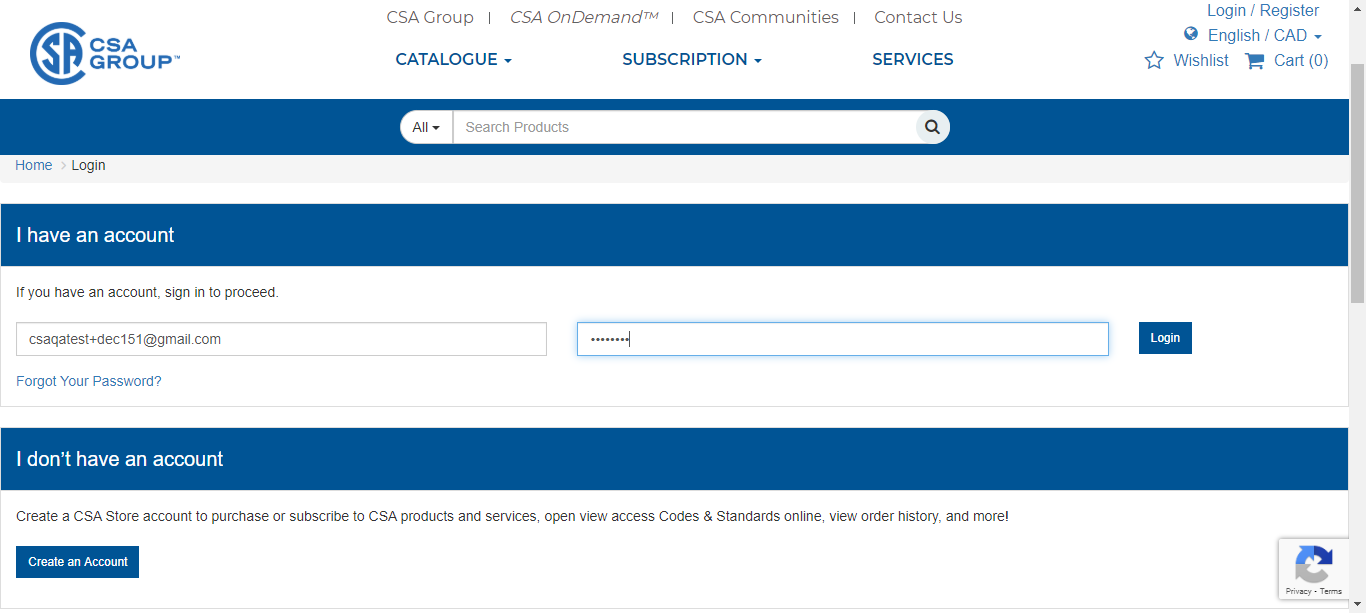 CSA Group | CSA OnDemand™ | CSA Communities | Contact Us
Login / Register
English / CAD
CSA
GROUP™
CATALOGUE SUBSCRIPTION SERVICES
Wishlist Cart (0)
All Search Products
Home > Login
I have an account
If you have an account, sign in to proceed.
csaqatest+dec151@gmail.com •••••••• Login
Forgot Your Password?
I don’t have an account
Create a CSA Store account to purchase or subscribe to CSA products and services, open view access Codes & Standards online, view order history, and more!
Create an Account
Privacy - Terms